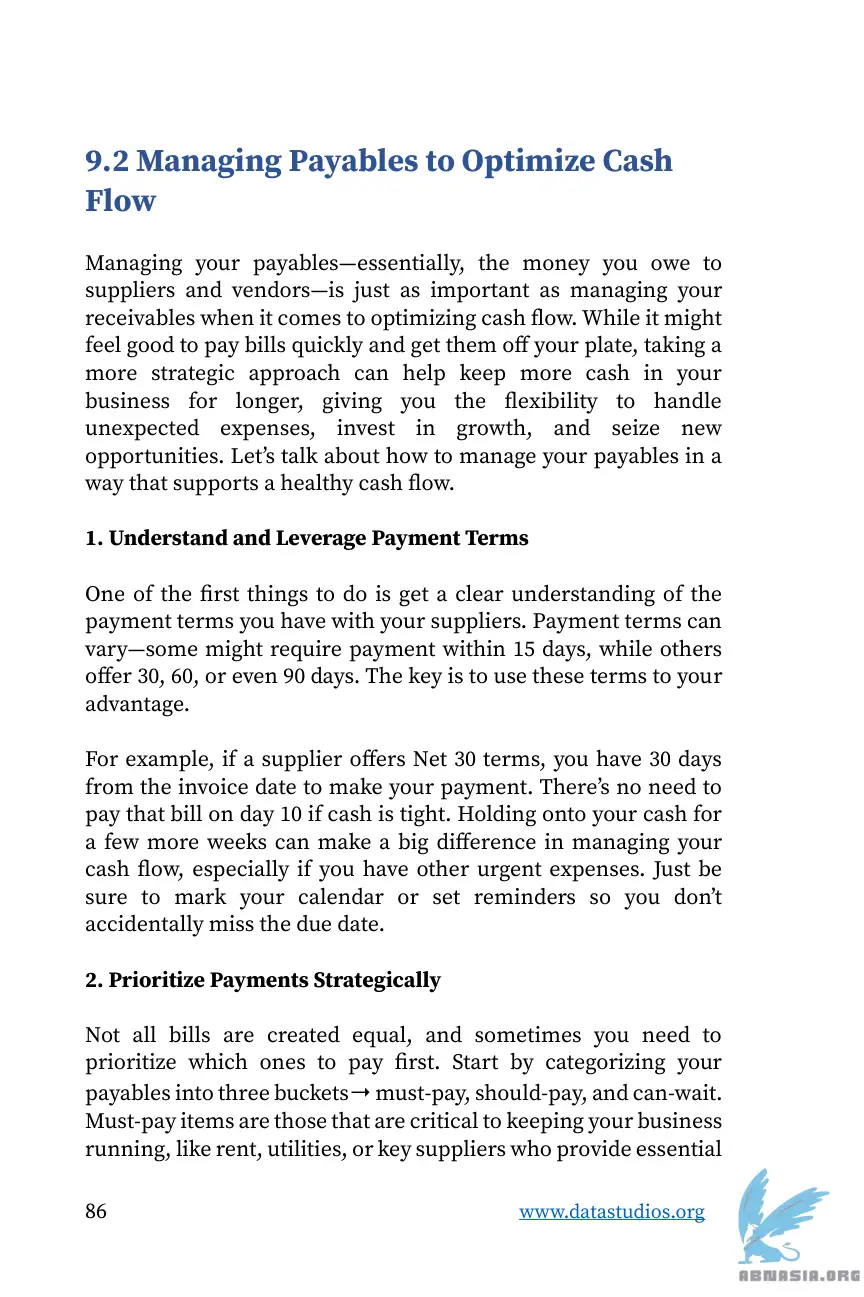 9.2 Managing Payables to Optimize Cash
Flow
Managing your payables—essentially, the money you owe to
suppliers and vendors—is just as important as managing your
receivables when it comes to optimizing cash flow. While it might
feel good to pay bills quickly and get them off your plate, taking a
more strategic approach can help keep more cash in your
business for longer, giving you the flexibility to handle
unexpected expenses, invest in growth, and seize new
opportunities. Let’s talk about how to manage your payables in a
way that supports a healthy cash flow.
1. Understand and Leverage Payment Terms
One of the first things to do is get a clear understanding of the
payment terms you have with your suppliers. Payment terms can
vary—some might require payment within 15 days, while others
offer 30, 60, or even 90 days. The key is to use these terms to your
advantage.
For example, if a supplier offers Net 30 terms, you have 30 days
from the invoice date to make your payment. There’s no need to
pay that bill on day 10 if cash is tight. Holding onto your cash for
a few more weeks can make a big difference in managing your
cash flow, especially if you have other urgent expenses. Just be
sure to mark your calendar or set reminders so you don’t
accidentally miss the due date.
2. Prioritize Payments Strategically
Not all bills are created equal, and sometimes you need to
prioritize which ones to pay first. Start by categorizing your
payables into three buckets→must-pay, should-pay, and can-wait.
Must-pay items are those that are critical to keeping your business
running, like rent, utilities, or key suppliers who provide essential
86 www.datastudios.org
ABNASIA.ORG